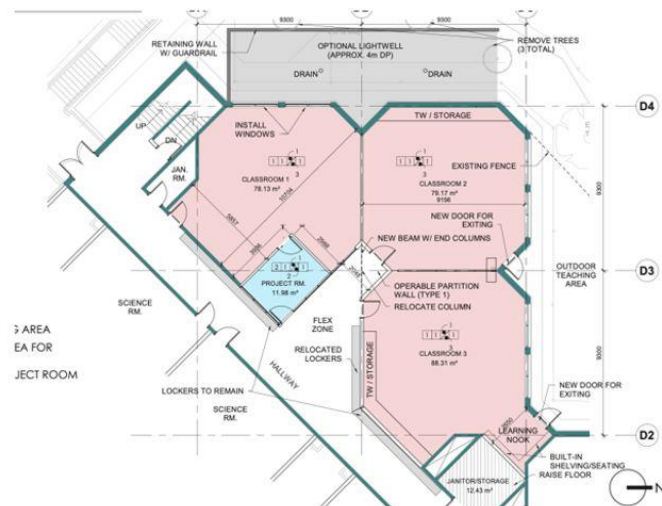 9300
9300
RETAINING WALL
W/ GUARDRAIL
OPTIONAL LIGHTWELL
(APPROX. 4m DP)
REMOVE TREES
(3 TOTAL)
DRAIN
DRAIN
D4
TW / STORAGE
UP
DN
INSTALL
WINDOWS
EXISTING FENCE
JAN.
RM.
CLASSROOM 1
78.13 m²
CLASSROOM 2
79.17 m²
9156
9300
NEW DOOR FOR
EXITING
NEW BEAM W/ END COLUMNS
OUTDOOR
TEACHING
AREA
D3
PROJECT RM.
11.98 m²
OPERABLE PARTITION
WALL (TYPE 1)
RELOCATE COLUMN
SCIENCE
RM.
FLEX
ZONE
G AREA
EA FOR
JECT ROOM
RELOCATED
LOCKERS
TW / STORAGE
CLASSROOM 3
88.31 m²
9000
HALLWAY
LOCKERS TO REMAIN
SCIENCE
RM.
NEW DOOR FOR
EXITING
LEARNING
NOOK
D2
BUILT-IN
SHELVING/SEATING
RAISE FLOOR
JANITOR/STORAGE
12.43 m²
N